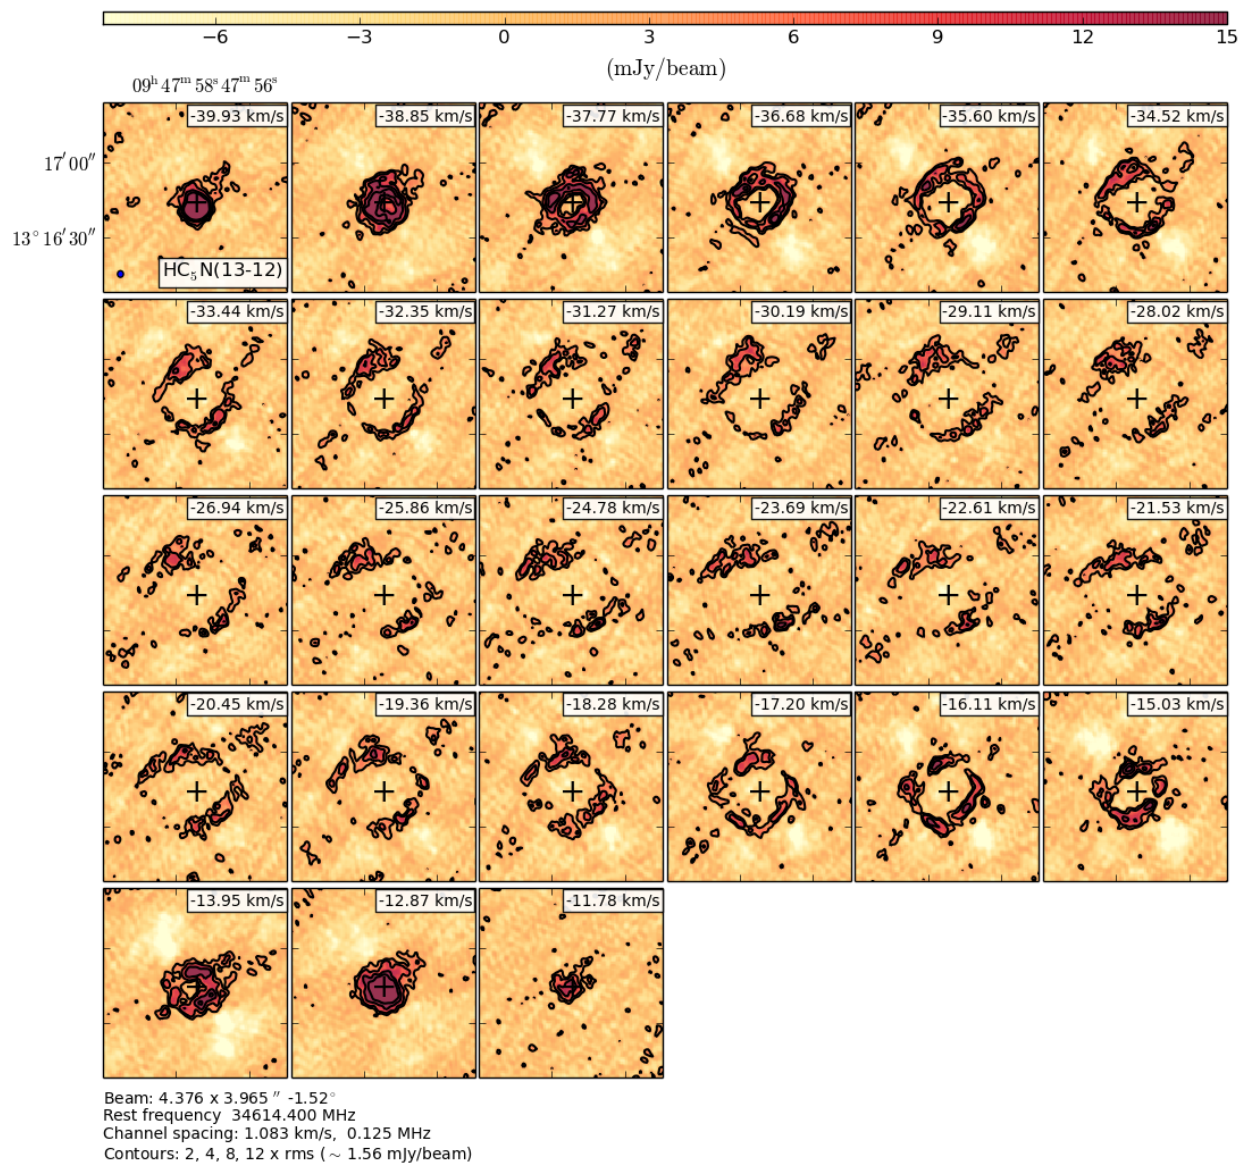 −6 −3 0 3 6 9 12 15
(mJy/beam)
09ʰ 47ᵐ 58ˢ 47ᵐ 56ˢ
-39.93 km/s -38.85 km/s -37.77 km/s -36.68 km/s -35.60 km/s -34.52 km/s
17′ 00″
13° 16′ 30″
HC₅N(13-12)
-33.44 km/s -32.35 km/s -31.27 km/s -30.19 km/s -29.11 km/s -28.02 km/s
-26.94 km/s -25.86 km/s -24.78 km/s -23.69 km/s -22.61 km/s -21.53 km/s
-20.45 km/s -19.36 km/s -18.28 km/s -17.20 km/s -16.11 km/s -15.03 km/s
-13.95 km/s -12.87 km/s -11.78 km/s
Beam: 4.376 x 3.965 ″ -1.52°
Rest frequency 34614.400 MHz
Channel spacing: 1.083 km/s, 0.125 MHz
Contours: 2, 4, 8, 12 x rms (∼ 1.56 mJy/beam)